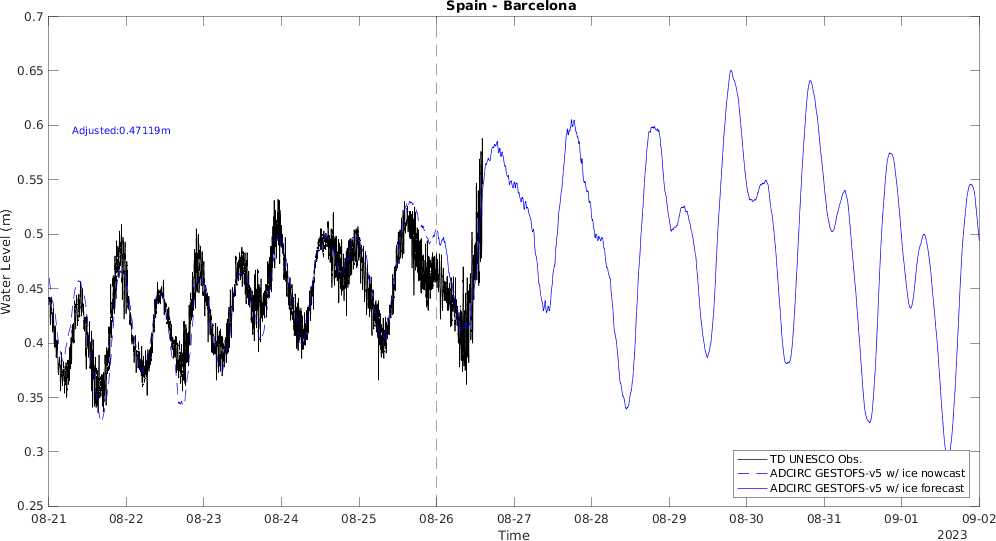 Spain - Barcelona
0.7
0.65
0.6
0.55
0.5
0.45
0.4
0.35
0.3
0.25
Water Level (m)
Adjusted:0.47119m
TD UNESCO Obs.
ADCIRC GESTOFS-v5 w/ ice nowcast
ADCIRC GESTOFS-v5 w/ ice forecast
08-21 08-22 08-23 08-24 08-25 08-26 08-27 08-28 08-29 08-30 08-31 09-01 09-02
Time
2023